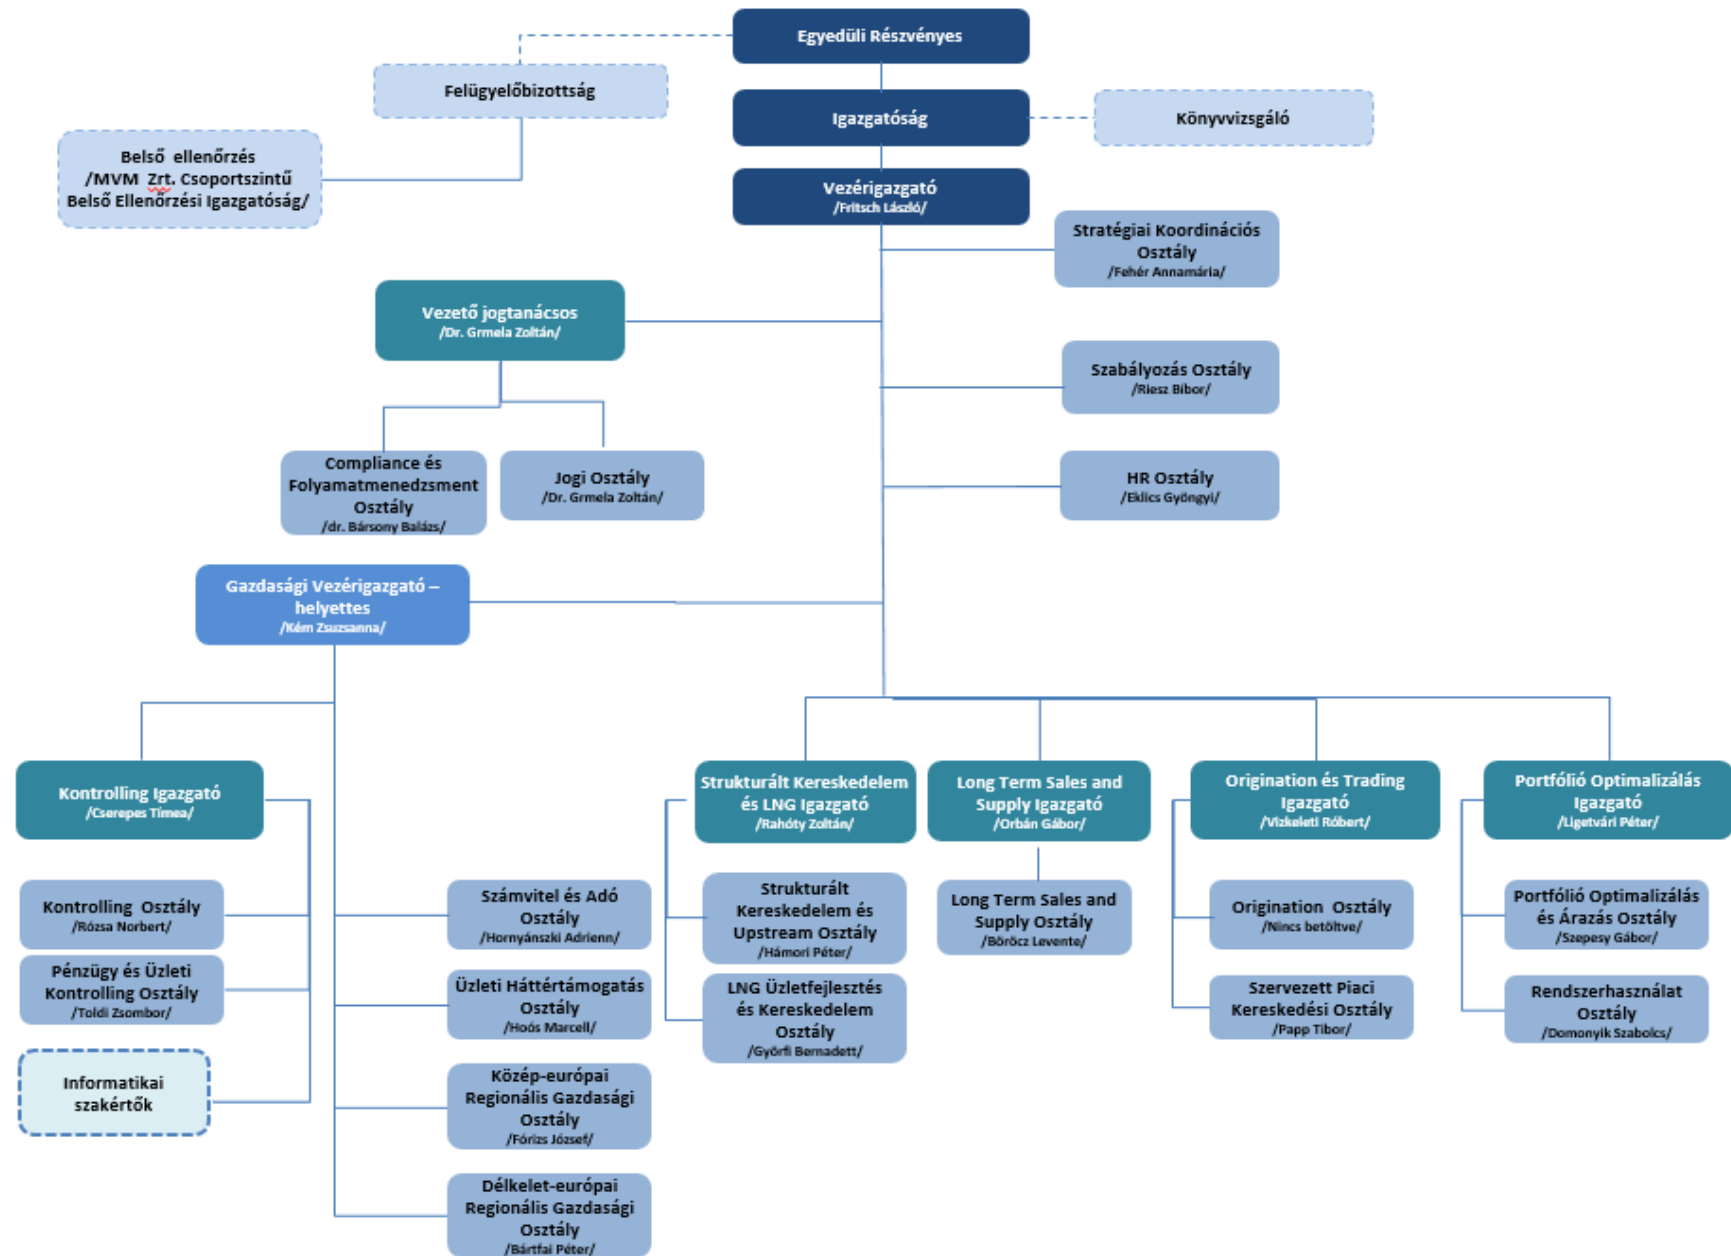 Egyedüli Részvényes
Felügyelőbizottság
Igazgatóság
Könyvvizsgáló
Belső ellenőrzés
/MVM Zrt. Csoportszintű
Belső Ellenőrzési Igazgatóság/
Vezérigazgató
/Fritsch László/
Stratégiai Koordinációs
Osztály
/Fehér Annamária/
Vezető jogtanácsos
/Dr. Grmela Zoltán/
Szabályozás Osztály
/Riesz Bíbor/
Compliance és
Folyamatmenedzsment
Osztály
/dr. Bársony Balázs/
Jogi Osztály
/Dr. Grmela Zoltán/
HR Osztály
/Eklics Gyöngyi/
Gazdasági Vezérigazgató –
helyettes
/Kém Zsuzsanna/
Kontrolling Igazgató
/Cserepes Tímea/
Strukturált Kereskedelem
és LNG Igazgató
/Rahóty Zoltán/
Long Term Sales and
Supply Igazgató
/Orbán Gábor/
Origination és Trading
Igazgató
/Vizkeleti Róbert/
Portfólió Optimalizálás
Igazgató
/Ligetvári Péter/
Kontrolling Osztály
/Rózsa Norbert/
Számvitel és Adó
Osztály
/Hornyánszki Adrienn/
Strukturált
Kereskedelem és
Upstream Osztály
/Hámori Péter/
Long Term Sales and
Supply Osztály
/Böröcz Levente/
Origination Osztály
/Nincs betöltve/
Portfólió Optimalizálás
és Árazás Osztály
/Szepesy Gábor/
Pénzügy és Üzleti
Kontrolling Osztály
/Toldi Zsombor/
Üzleti Háttértámogatás
Osztály
/Hoós Marcell/
LNG Üzletfejlesztés
és Kereskedelem
Osztály
/Györfi Bernadett/
Szervezett Piaci
Kereskedési Osztály
/Papp Tibor/
Rendszerhasználat
Osztály
/Domonyik Szabolcs/
Informatikai
szakértők
Közép-európai
Regionális Gazdasági
Osztály
/Fórizs József/
Délkelet-európai
Regionális Gazdasági
Osztály
/Bártfai Péter/